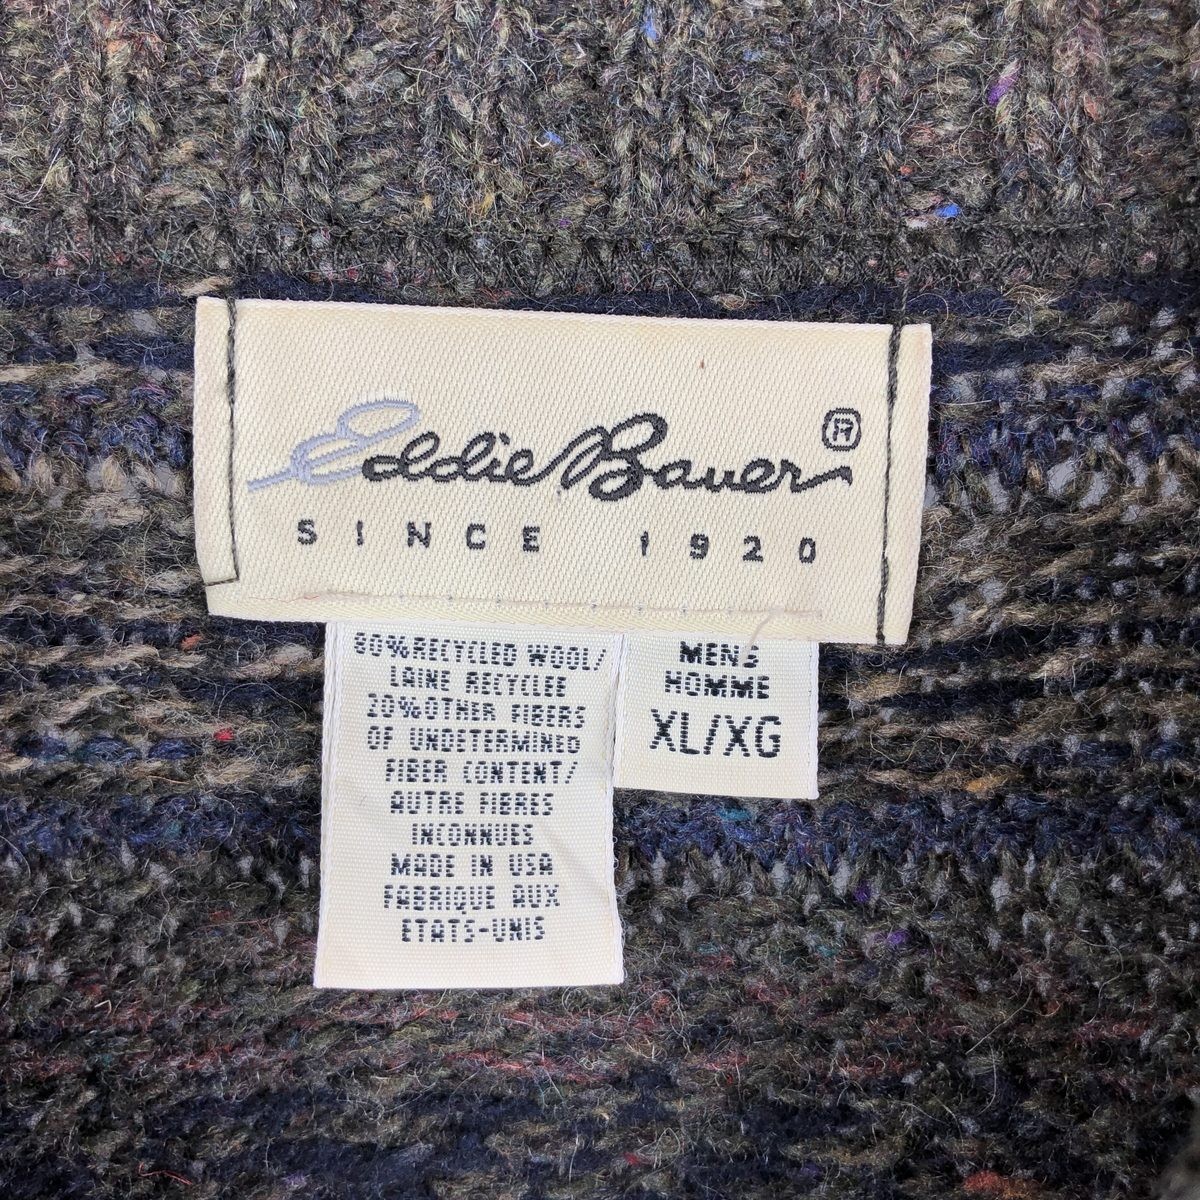 Eddie Bauer ®
SINCE 1920
80% RECYCLED WOOL/
LAINE RECYCLEE
20% OTHER FIBERS
OF UNDETERMINED
FIBER CONTENT/
AUTRE FIBRES
INCONNUES
MADE IN USA
FABRIQUE AUX
ETATS-UNIS
MENS
HOMME
XL/XG